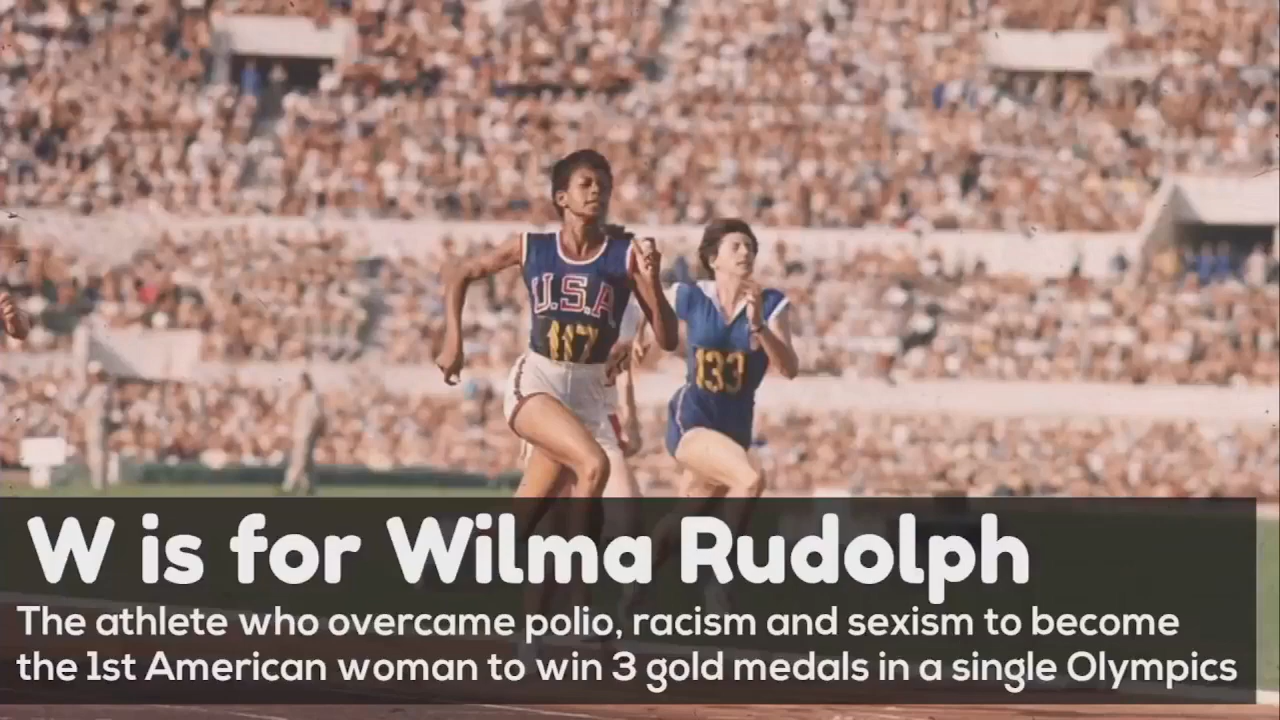 U.S.A
117
133
W is for Wilma Rudolph
The athlete who overcame polio, racism and sexism to become
the 1st American woman to win 3 gold medals in a single Olympics